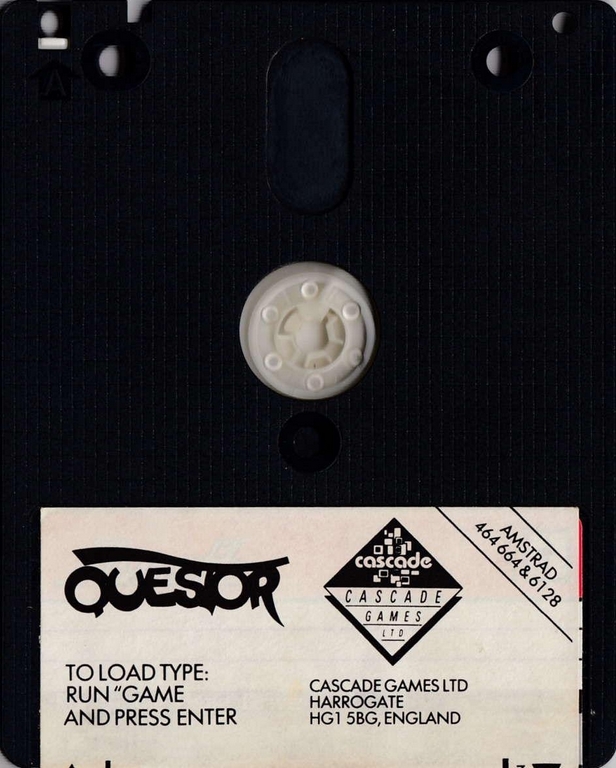 A
AMSTRAD
464 664 & 6128
QUESTOR
cascade
CASCADE
GAMES
LTD
TO LOAD TYPE:
RUN "GAME
AND PRESS ENTER
CASCADE GAMES LTD
HARROGATE
HG1 5BG, ENGLAND